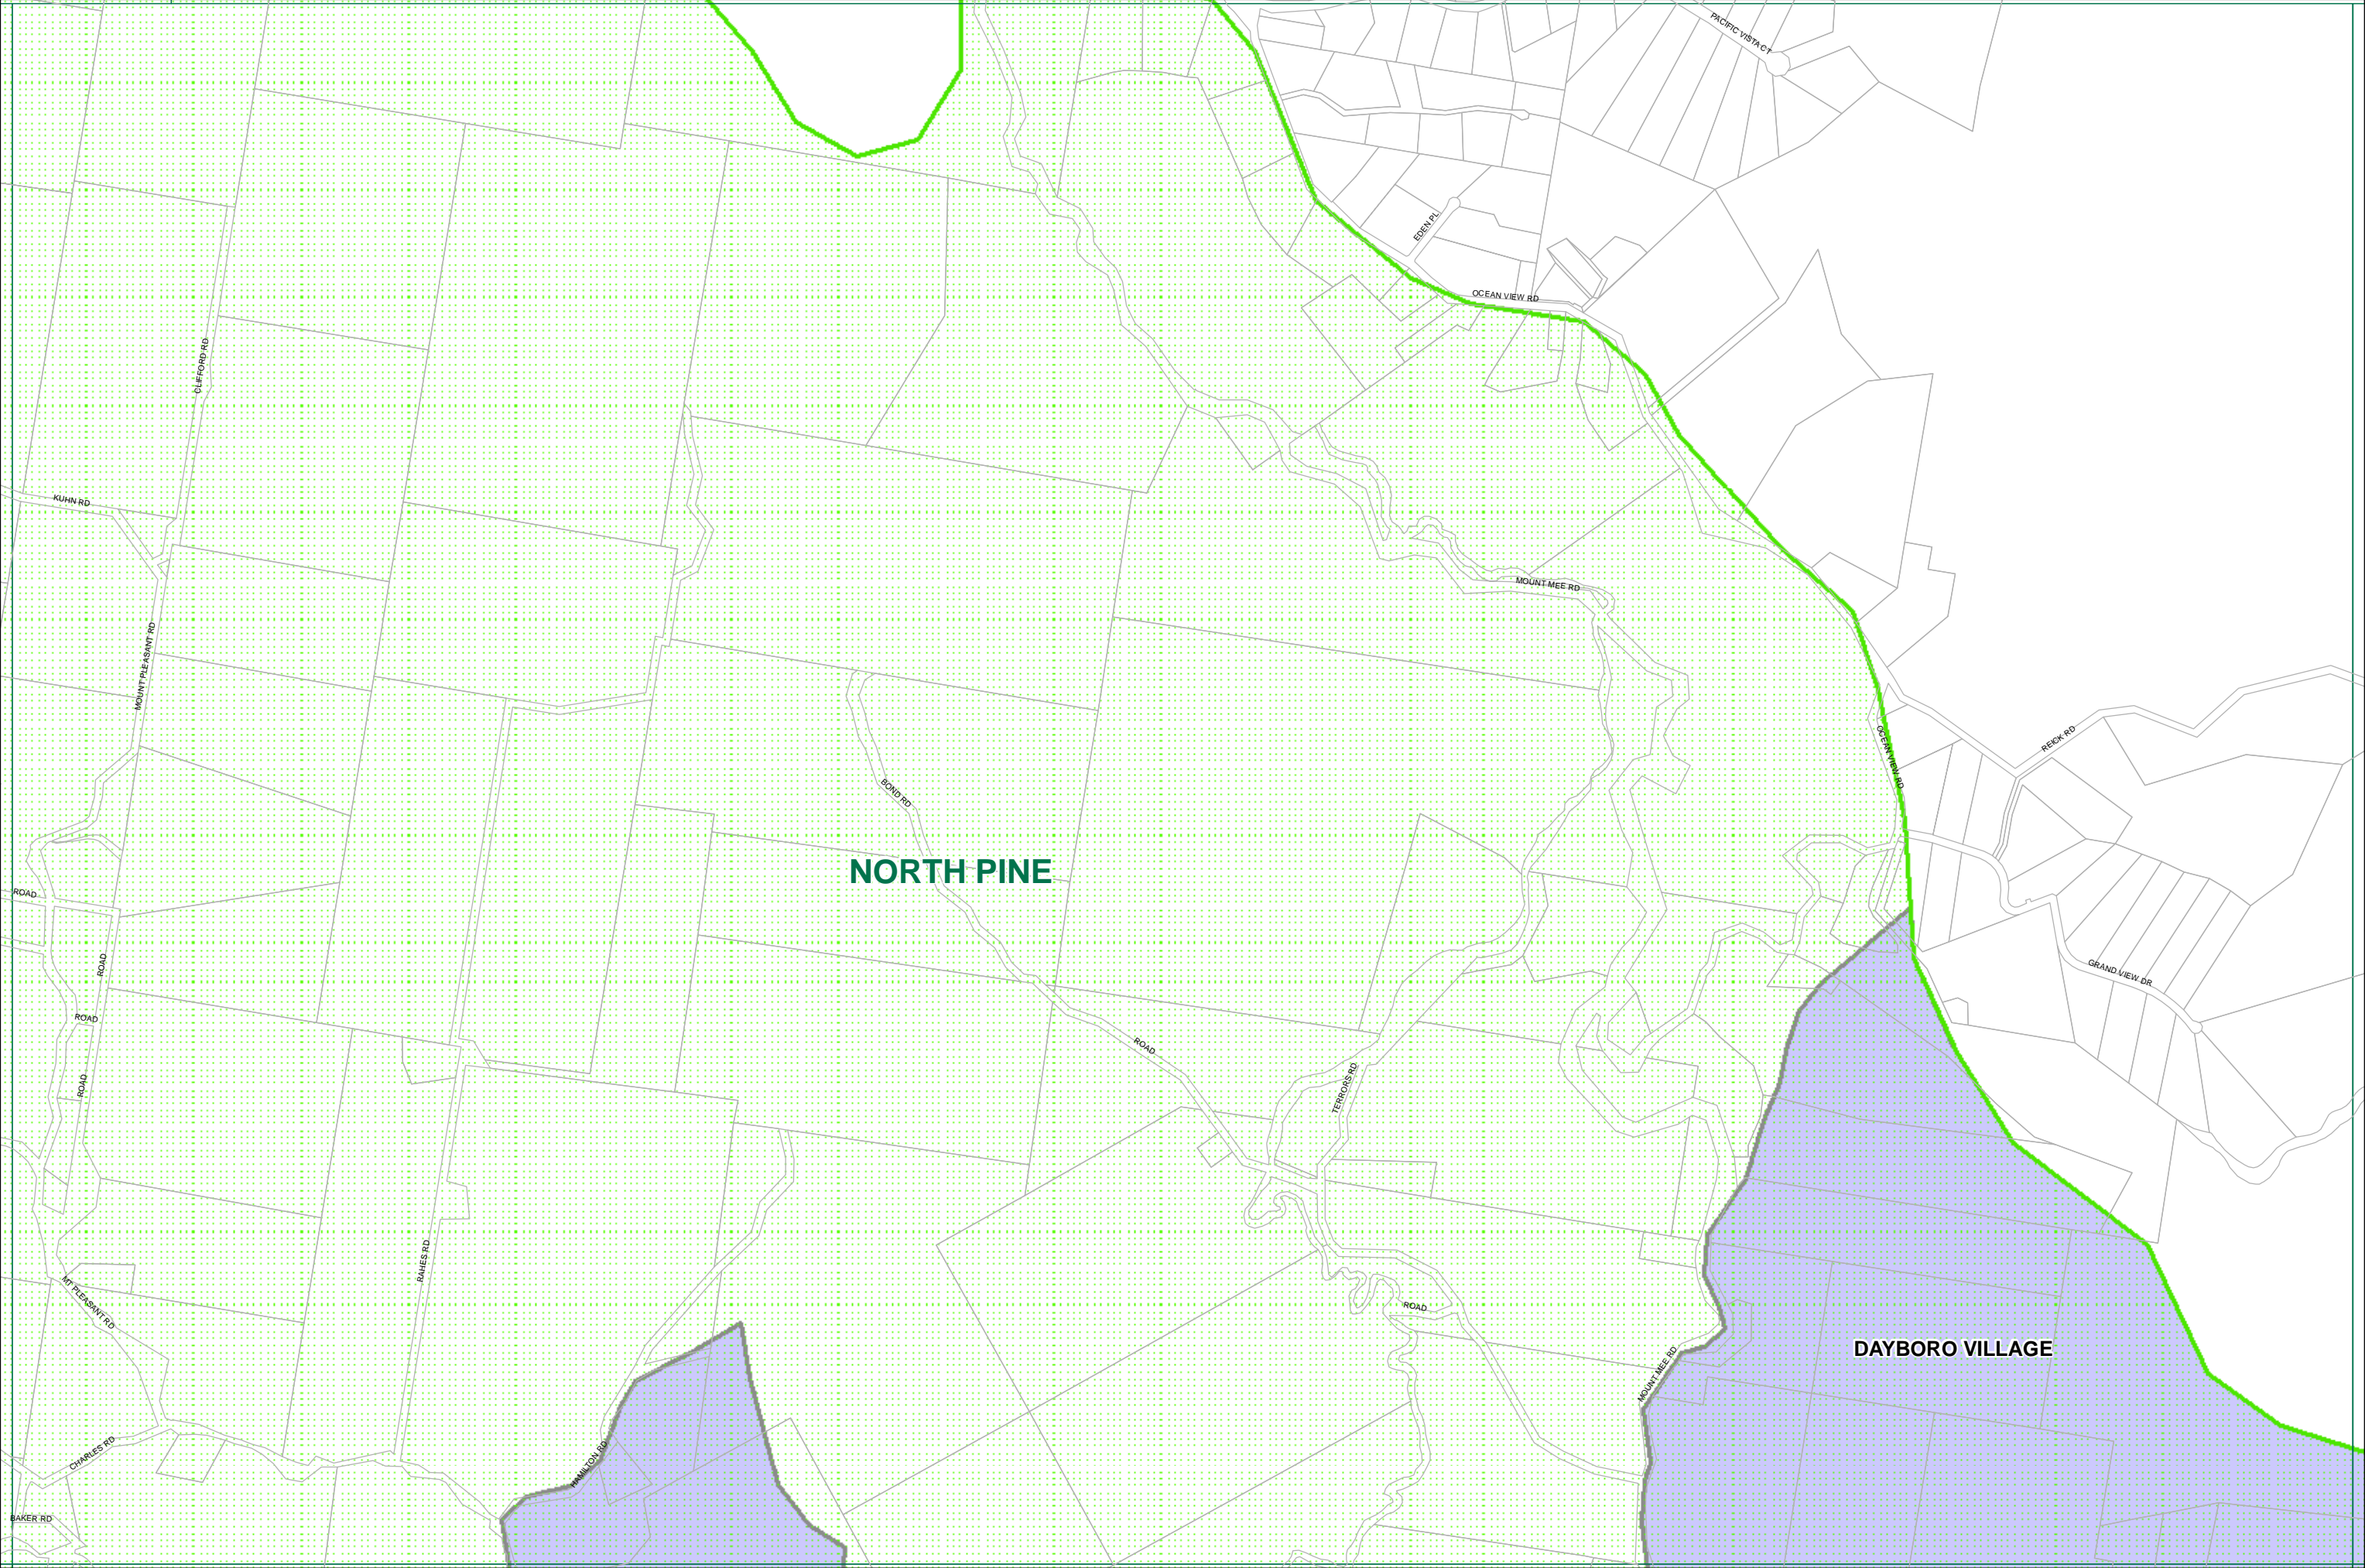 PACIFIC VISTA CT
EDEN PL
OCEAN VIEW RD
CLIFFORD RD
KUHN RD
MOUNT MEE RD
MOUNT PLEASANT RD
OCEAN VIEW RD
REICK RD
BOND RD
NORTH PINE
ROAD
ROAD
GRAND VIEW DR
ROAD
ROAD
ROAD
TERRORS RD
RAHES RD
MT PLEASANT RD
ROAD
DAYBORO VILLAGE
MOUNT MEE RD
CHARLES RD
HAMILTON RD
BAKER RD